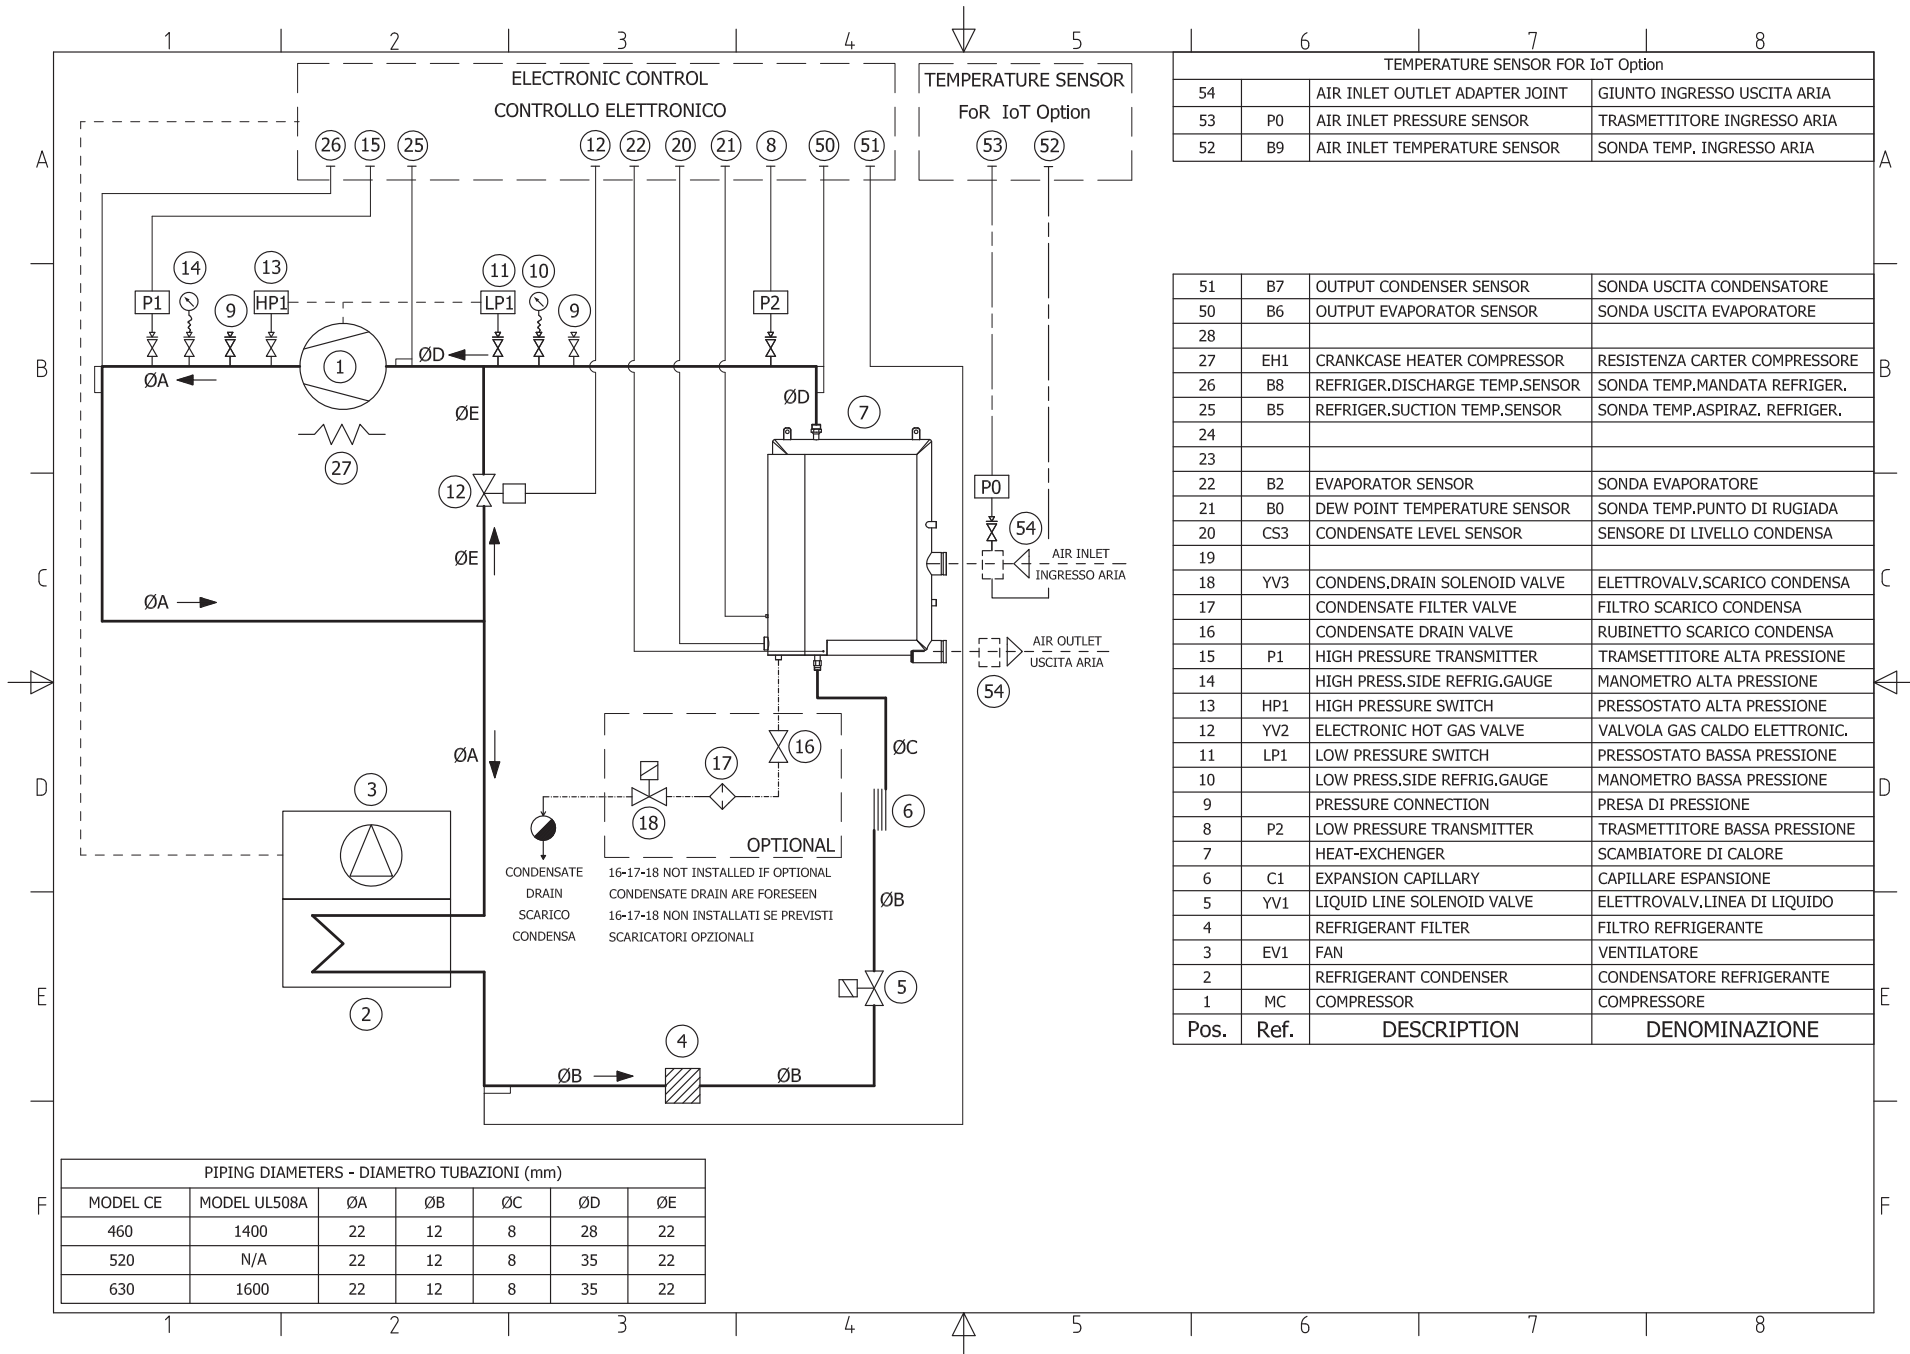 1 2 3 4 5 6 7 8
A
B
C
D
E
F
ELECTRONIC CONTROL
CONTROLLO ELETTRONICO
26 15 25 12 22 20 21 8 50 51
TEMPERATURE SENSOR
FoR IoT Option
53 52
14 13 11 10
P1 9 HP1 LP1 9 P2
1
ØD
ØA
ØE
ØD
7
27
12
P0
54
ØE
AIR INLET
INGRESSO ARIA
ØA
AIR OUTLET
USCITA ARIA
54
ØA
16
ØC
17
3
18
6
OPTIONAL
CONDENSATE
DRAIN
SCARICO
CONDENSA
16-17-18 NOT INSTALLED IF OPTIONAL
CONDENSATE DRAIN ARE FORESEEN
16-17-18 NON INSTALLATI SE PREVISTI
SCARICATORI OPZIONALI
ØB
5
2
4
ØB
ØB
TEMPERATURE SENSOR FOR IoT Option
54 AIR INLET OUTLET ADAPTER JOINT GIUNTO INGRESSO USCITA ARIA
53 P0 AIR INLET PRESSURE SENSOR TRASMETTITORE INGRESSO ARIA
52 B9 AIR INLET TEMPERATURE SENSOR SONDA TEMP. INGRESSO ARIA
51 B7 OUTPUT CONDENSER SENSOR SONDA USCITA CONDENSATORE
50 B6 OUTPUT EVAPORATOR SENSOR SONDA USCITA EVAPORATORE
28
27 EH1 CRANKCASE HEATER COMPRESSOR RESISTENZA CARTER COMPRESSORE
26 B8 REFRIGER.DISCHARGE TEMP.SENSOR SONDA TEMP.MANDATA REFRIGER.
25 B5 REFRIGER.SUCTION TEMP.SENSOR SONDA TEMP.ASPIRAZ. REFRIGER.
24
23
22 B2 EVAPORATOR SENSOR SONDA EVAPORATORE
21 B0 DEW POINT TEMPERATURE SENSOR SONDA TEMP.PUNTO DI RUGIADA
20 CS3 CONDENSATE LEVEL SENSOR SENSORE DI LIVELLO CONDENSA
19
18 YV3 CONDENS.DRAIN SOLENOID VALVE ELETTROVALV.SCARICO CONDENSA
17 CONDENSATE FILTER VALVE FILTRO SCARICO CONDENSA
16 CONDENSATE DRAIN VALVE RUBINETTO SCARICO CONDENSA
15 P1 HIGH PRESSURE TRANSMITTER TRAMSETTITORE ALTA PRESSIONE
14 HIGH PRESS.SIDE REFRIG.GAUGE MANOMETRO ALTA PRESSIONE
13 HP1 HIGH PRESSURE SWITCH PRESSOSTATO ALTA PRESSIONE
12 YV2 ELECTRONIC HOT GAS VALVE VALVOLA GAS CALDO ELETTRONIC.
11 LP1 LOW PRESSURE SWITCH PRESSOSTATO BASSA PRESSIONE
10 LOW PRESS.SIDE REFRIG.GAUGE MANOMETRO BASSA PRESSIONE
9 PRESSURE CONNECTION PRESA DI PRESSIONE
8 P2 LOW PRESSURE TRANSMITTER TRASMETTITORE BASSA PRESSIONE
7 HEAT-EXCHENGER SCAMBIATORE DI CALORE
6 C1 EXPANSION CAPILLARY CAPILLARE ESPANSIONE
5 YV1 LIQUID LINE SOLENOID VALVE ELETTROVALV.LINEA DI LIQUIDO
4 REFRIGERANT FILTER FILTRO REFRIGERANTE
3 EV1 FAN VENTILATORE
2 REFRIGERANT CONDENSER CONDENSATORE REFRIGERANTE
1 MC COMPRESSOR COMPRESSORE
Pos. Ref. DESCRIPTION DENOMINAZIONE
PIPING DIAMETERS - DIAMETRO TUBAZIONI (mm)
MODEL CE MODEL UL508A ØA ØB ØC ØD ØE
460 1400 22 12 8 28 22
520 N/A 22 12 8 35 22
630 1600 22 12 8 35 22
A
B
C
D
E
F
1 2 3 4 5 6 7 8